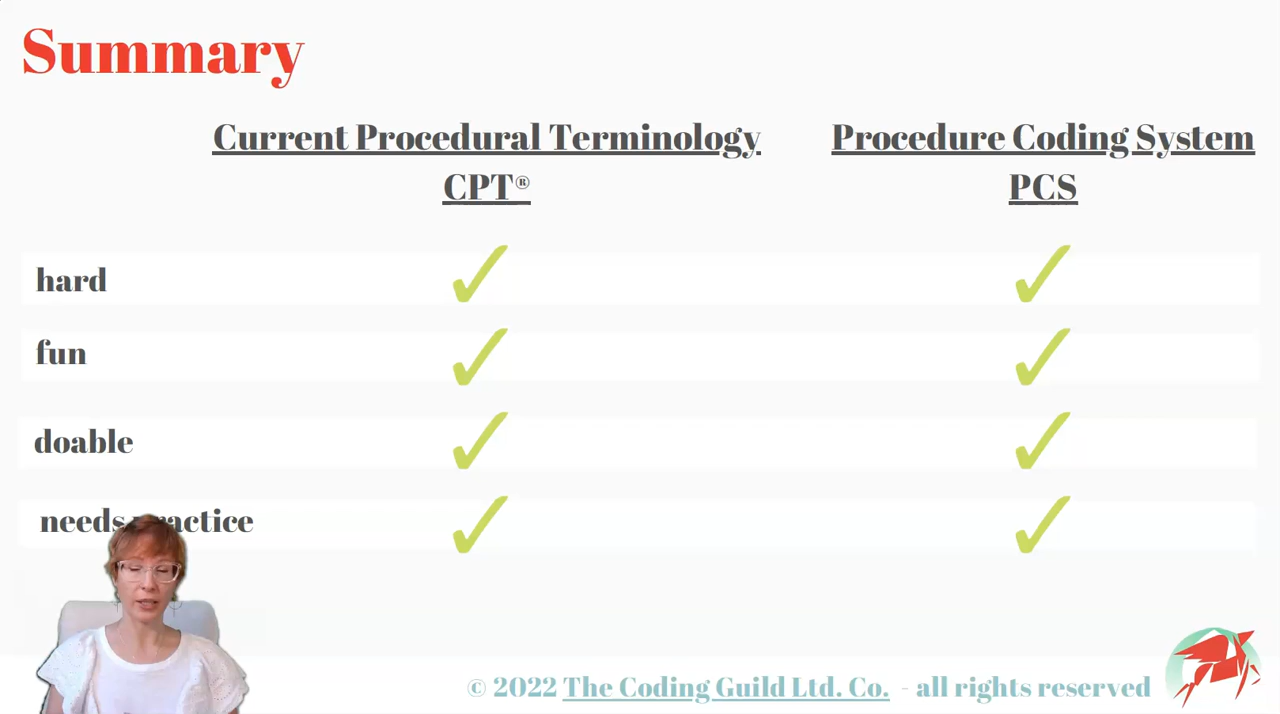 Summary
Current Procedural Terminology
CPT®
Procedure Coding System
PCS
hard
fun
doable
needs practice
© 2022 The Coding Guild Ltd. Co. - all rights reserved